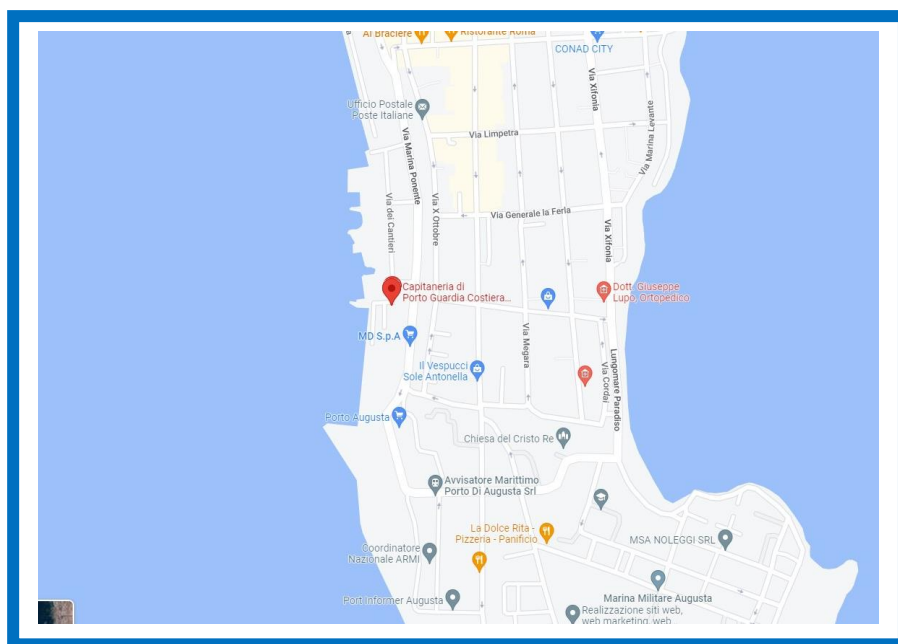 Al Braciere
Ristorante Roma
CONAD CITY
Ufficio Postale
Poste Italiane
Via Xifonia
Via Marina Levante
Via Limpetra
Via Marina Ponente
Via dei Cantieri
Via X Ottobre
Via Generale la Ferla
Via Xifonia
Capitaneria di
Porto Guardia Costiera...
Dott. Giuseppe
Lupo, Ortopedico
MD S.p.A
Via Megara
Il Vespucci
Sole Antonella
Via Cordai
Lungomare Paradiso
Porto Augusta
Chiesa del Cristo Re
Avvisatore Marittimo
Porto Di Augusta Srl
La Dolce Rita -
Pizzeria - Panificio
MSA NOLEGGI SRL
Coordinatore
Nazionale ARMI
Port Informer Augusta
Marina Militare Augusta
Realizzazione siti web,
web marketing, web...